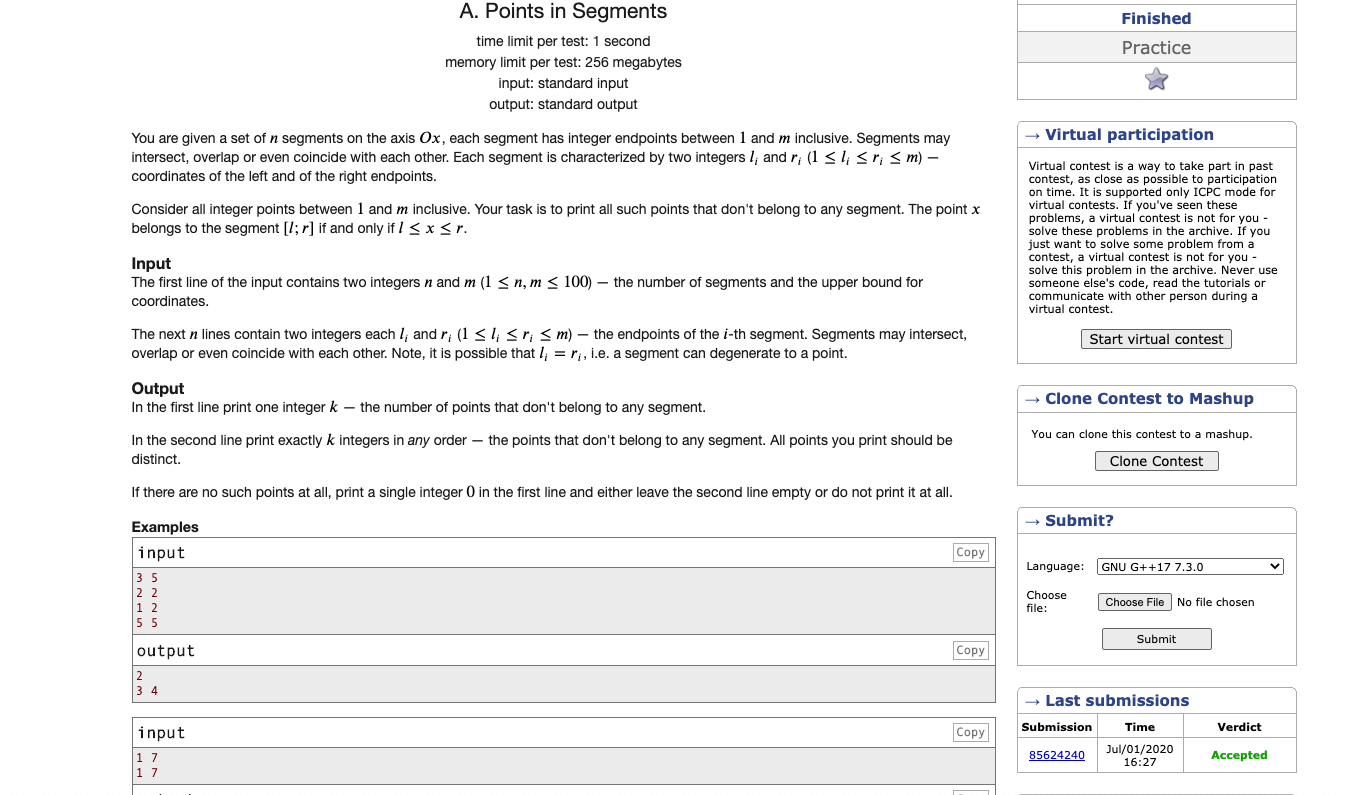 A. Points in Segments
time limit per test: 1 second
memory limit per test: 256 megabytes
input: standard input
output: standard output
You are given a set of n segments on the axis Ox, each segment has integer endpoints between 1 and m inclusive. Segments may
intersect, overlap or even coincide with each other. Each segment is characterized by two integers l_i and r_i (1 ≤ l_i ≤ r_i ≤ m) —
coordinates of the left and of the right endpoints.
Consider all integer points between 1 and m inclusive. Your task is to print all such points that don't belong to any segment. The point x
belongs to the segment [l; r] if and only if l ≤ x ≤ r.
Input
The first line of the input contains two integers n and m (1 ≤ n, m ≤ 100) — the number of segments and the upper bound for
coordinates.
The next n lines contain two integers each l_i and r_i (1 ≤ l_i ≤ r_i ≤ m) — the endpoints of the i-th segment. Segments may intersect,
overlap or even coincide with each other. Note, it is possible that l_i = r_i, i.e. a segment can degenerate to a point.
Output
In the first line print one integer k — the number of points that don't belong to any segment.
In the second line print exactly k integers in any order — the points that don't belong to any segment. All points you print should be
distinct.
If there are no such points at all, print a single integer 0 in the first line and either leave the second line empty or do not print it at all.
Examples
input
Copy
3 5
2 2
1 2
5 5
output
Copy
2
3 4
input
Copy
1 7
1 7
Finished
Practice
→ Virtual participation
Virtual contest is a way to take part in past
contest, as close as possible to participation
on time. It is supported only ICPC mode for
virtual contests. If you've seen these
problems, a virtual contest is not for you -
solve these problems in the archive. If you
just want to solve some problem from a
contest, a virtual contest is not for you -
solve this problem in the archive. Never use
someone else's code, read the tutorials or
communicate with other person during a
virtual contest.
Start virtual contest
→ Clone Contest to Mashup
You can clone this contest to a mashup.
Clone Contest
→ Submit?
Language: GNU G++17 7.3.0
Choose
file:
Choose File No file chosen
Submit
→ Last submissions
Submission Time Verdict
85624240 Jul/01/2020
16:27
Accepted